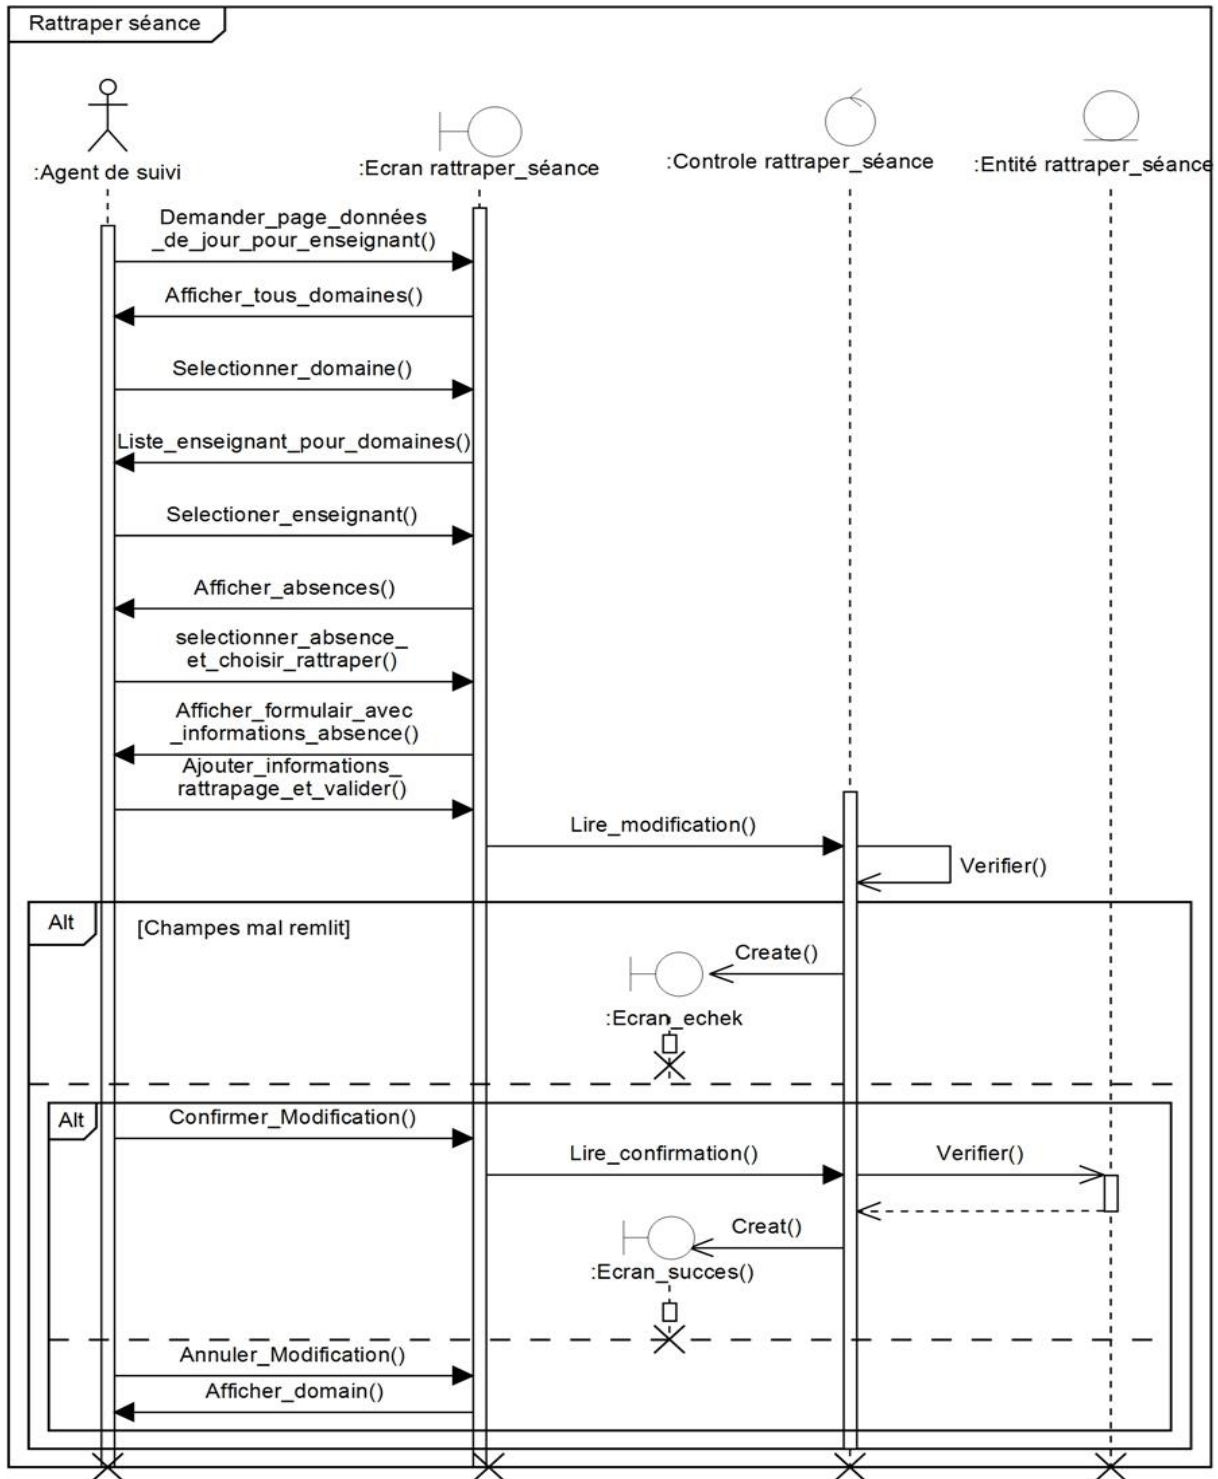 Rattraper séance
:Agent de suivi
:Ecran rattraper_séance
:Controle rattraper_séance
:Entité rattraper_séance
Demander_page_données
_de_jour_pour_enseignant()
Afficher_tous_domaines()
Selectionner_domaine()
Liste_enseignant_pour_domaines()
Selectioner_enseignant()
Afficher_absences()
selectionner_absence_
et_choisir_rattraper()
Afficher_formulair_avec
_informations_absence()
Ajouter_informations_
rattrapage_et_valider()
Lire_modification()
Verifier()
Alt
[Champes mal remlit]
Create()
:Ecran_echek
Alt
Confirmer_Modification()
Lire_confirmation()
Verifier()
Creat()
:Ecran_succes()
Annuler_Modification()
Afficher_domain()